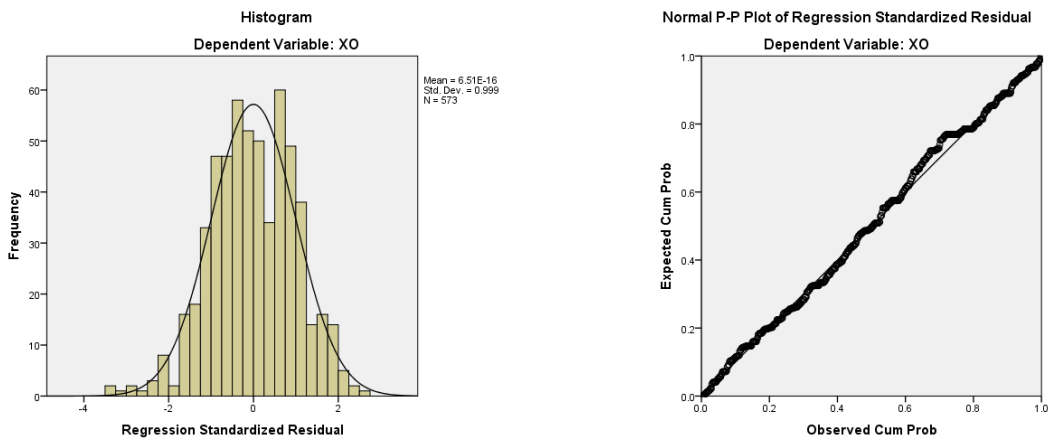 Histogram
Dependent Variable: XO
Mean = 6.51E-16
Std. Dev. = 0.999
N = 573
60
50
40
30
20
10
0
Frequency
-4
-2
0
2
Regression Standardized Residual
Normal P-P Plot of Regression Standardized Residual
Dependent Variable: XO
1.0
0.8
0.6
0.4
0.2
0.0
Expected Cum Prob
0.0
0.2
0.4
0.6
0.8
1.0
Observed Cum Prob